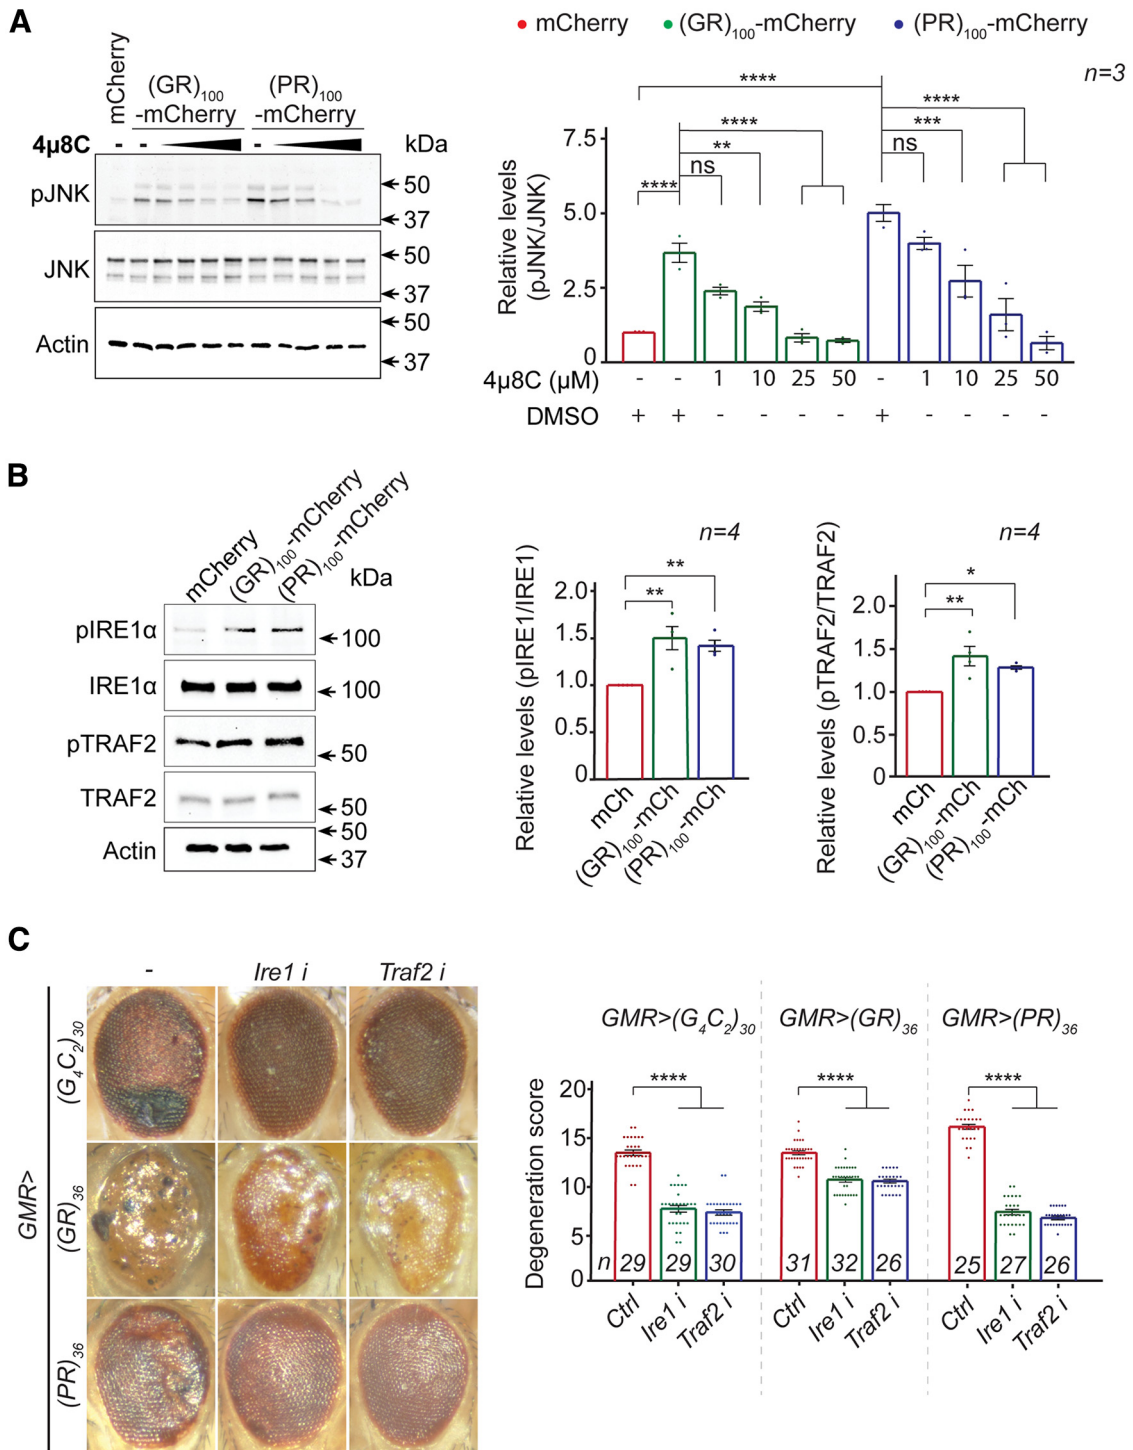 A
mCherry
(GR)100
-mCherry
(PR)100
-mCherry
4µ8C
-
-
-
kDa
pJNK
50
37
JNK
50
37
Actin
50
37
mCherry
(GR)100-mCherry
(PR)100-mCherry
n=3
****
****
****
***
**
ns
ns
****
Relative levels
(pJNK/JNK)
7.5
5.0
2.5
0
4µ8C (µM)
- - 1 10 25 50 - 1 10 25 50
DMSO
+ + - - - - + - - - -
B
mCherry
(GR)100-mCherry
(PR)100-mCherry
kDa
pIRE1α
100
IRE1α
100
pTRAF2
50
TRAF2
50
50
Actin
37
n=4
Relative levels (pIRE1/IRE1)
**
**
2.0
1.5
1.0
0.5
0
mCh
(GR)100-mCh
(PR)100-mCh
n=4
Relative levels (pTRAF2/TRAF2)
*
**
2.0
1.5
1.0
0.5
0
mCh
(GR)100-mCh
(PR)100-mCh
C
-
Ire1 i
Traf2 i
GMR>
(G4C2)30
(GR)36
(PR)36
GMR>(G4C2)30
GMR>(GR)36
GMR>(PR)36
Degeneration score
****
****
****
20
15
10
5
0
n 29 29 30 31 32 26 25 27 26
Ctrl
Ire1 i
Traf2 i
Ctrl
Ire1 i
Traf2 i
Ctrl
Ire1 i
Traf2 i